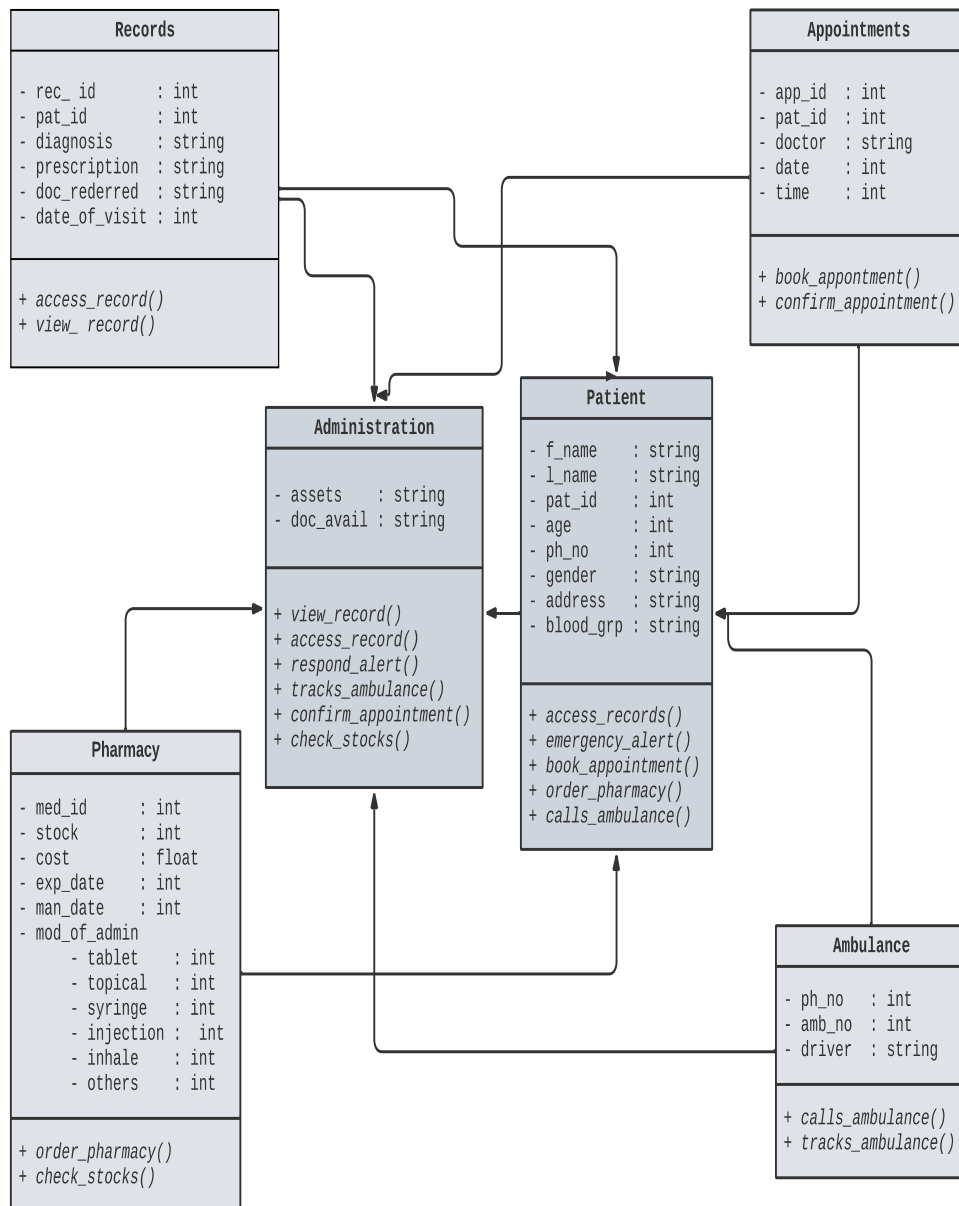 Records
- rec_ id : int
- pat_id : int
- diagnosis : string
- prescription : string
- doc_rederred : string
- date_of_visit : int
+ access_record()
+ view_ record()
Appointments
- app_id : int
- pat_id : int
- doctor : string
- date : int
- time : int
+ book_appontment()
+ confirm_appointment()
Administration
- assets : string
- doc_avail : string
+ view_record()
+ access_record()
+ respond_alert()
+ tracks_ambulance()
+ confirm_appointment()
+ check_stocks()
Patient
- f_name : string
- l_name : string
- pat_id : int
- age : int
- ph_no : int
- gender : string
- address : string
- blood_grp : string
+ access_records()
+ emergency_alert()
+ book_appointment()
+ order_pharmacy()
+ calls_ambulance()
Pharmacy
- med_id : int
- stock : int
- cost : float
- exp_date : int
- man_date : int
- mod_of_admin
- tablet : int
- topical : int
- syringe : int
- injection : int
- inhale : int
- others : int
+ order_pharmacy()
+ check_stocks()
Ambulance
- ph_no : int
- amb_no : int
- driver : string
+ calls_ambulance()
+ tracks_ambulance()